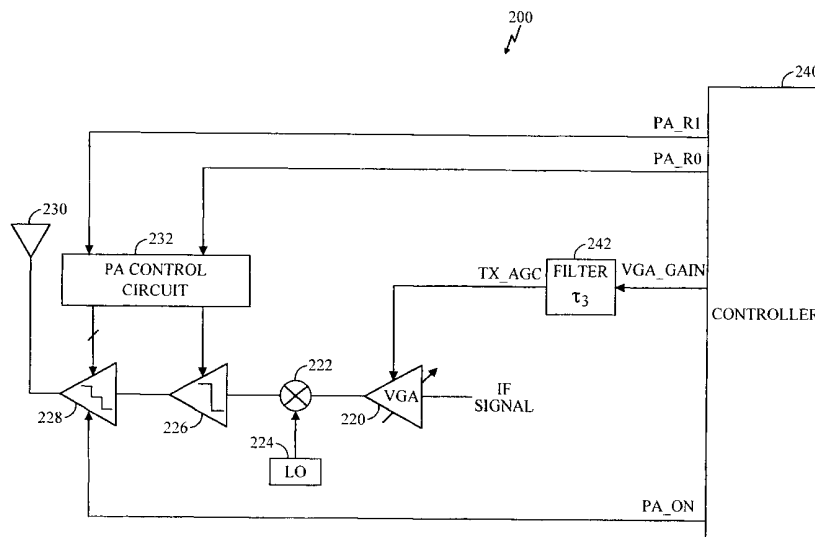 200
240
PA_R1
PA_R0
230
232
PA CONTROL
CIRCUIT
242
TX_AGC
FILTER
τ3
VGA_GAIN
CONTROLLER
222
VGA
IF
SIGNAL
228
226
220
224
LO
PA_ON